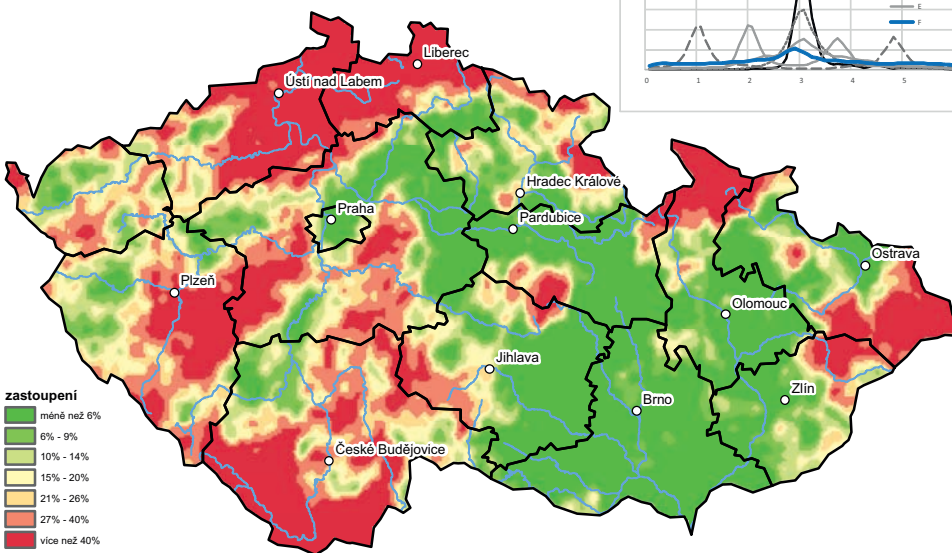 E
F
0 1 2 3 4 5
Liberec
Ústí nad Labem
Hradec Králové
Praha
Pardubice
Ostrava
Plzeň
Olomouc
Jihlava
Zlín
Brno
České Budějovice
zastoupení
méně než 6%
6% - 9%
10% - 14%
15% - 20%
21% - 26%
27% - 40%
více než 40%